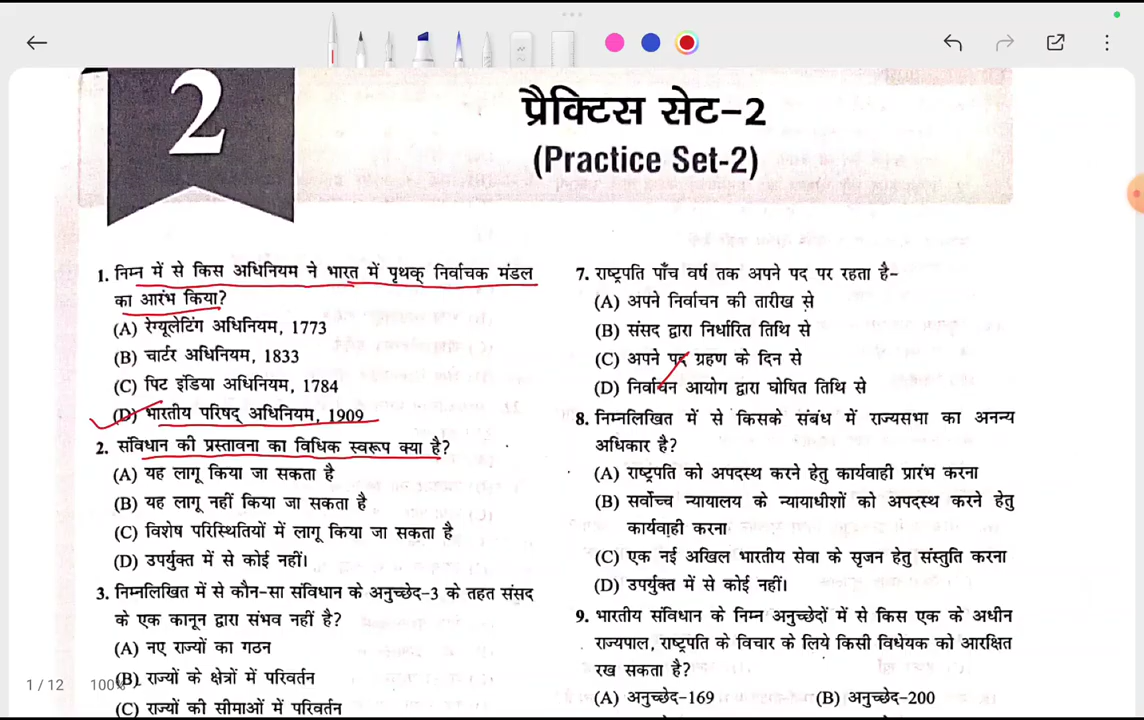 2
प्रैक्टिस सेट-2
(Practice Set-2)
1. निम्न में से किस अधिनियम ने भारत में पृथक् निर्वाचक मंडल
का आरंभ किया?
(A) रेग्यूलेटिंग अधिनियम, 1773
(B) चार्टर अधिनियम, 1833
(C) पिट इंडिया अधिनियम, 1784
(D) भारतीय परिषद् अधिनियम, 1909
2. संविधान की प्रस्तावना का विधिक स्वरूप क्या है?
(A) यह लागू किया जा सकता है
(B) यह लागू नहीं किया जा सकता है
(C) विशेष परिस्थितियों में लागू किया जा सकता है
(D) उपर्युक्त में से कोई नहीं।
3. निम्नलिखित में से कौन-सा संविधान के अनुच्छेद-3 के तहत संसद
के एक कानून द्वारा संभव नहीं है?
(A) नए राज्यों का गठन
(B) राज्यों के क्षेत्रों में परिवर्तन
(C) राज्यों की सीमाओं में परिवर्तन
7. राष्ट्रपति पाँच वर्ष तक अपने पद पर रहता है-
(A) अपने निर्वाचन की तारीख से
(B) संसद द्वारा निर्धारित तिथि से
(C) अपने पद ग्रहण के दिन से
(D) निर्वाचन आयोग द्वारा घोषित तिथि से
8. निम्नलिखित में से किसके संबंध में राज्यसभा का अनन्य
अधिकार है?
(A) राष्ट्रपति को अपदस्थ करने हेतु कार्यवाही प्रारंभ करना
(B) सर्वोच्च न्यायालय के न्यायाधीशों को अपदस्थ करने हेतु
कार्यवाही करना
(C) एक नई अखिल भारतीय सेवा के सृजन हेतु संस्तुति करना
(D) उपर्युक्त में से कोई नहीं।
9. भारतीय संविधान के निम्न अनुच्छेदों में से किस एक के अधीन
राज्यपाल, राष्ट्रपति के विचार के लिये किसी विधेयक को आरक्षित
रख सकता है?
(A) अनुच्छेद-169 (B) अनुच्छेद-200
1 / 12 100%